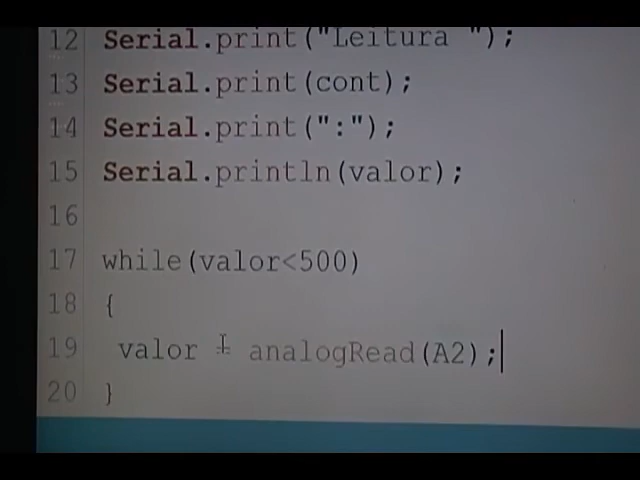 12 Serial.print("Leitura ");
13 Serial.print(cont);
14 Serial.print(":");
15 Serial.println(valor);
16
17 while(valor<500)
18 {
19 valor = analogRead(A2);
20 }